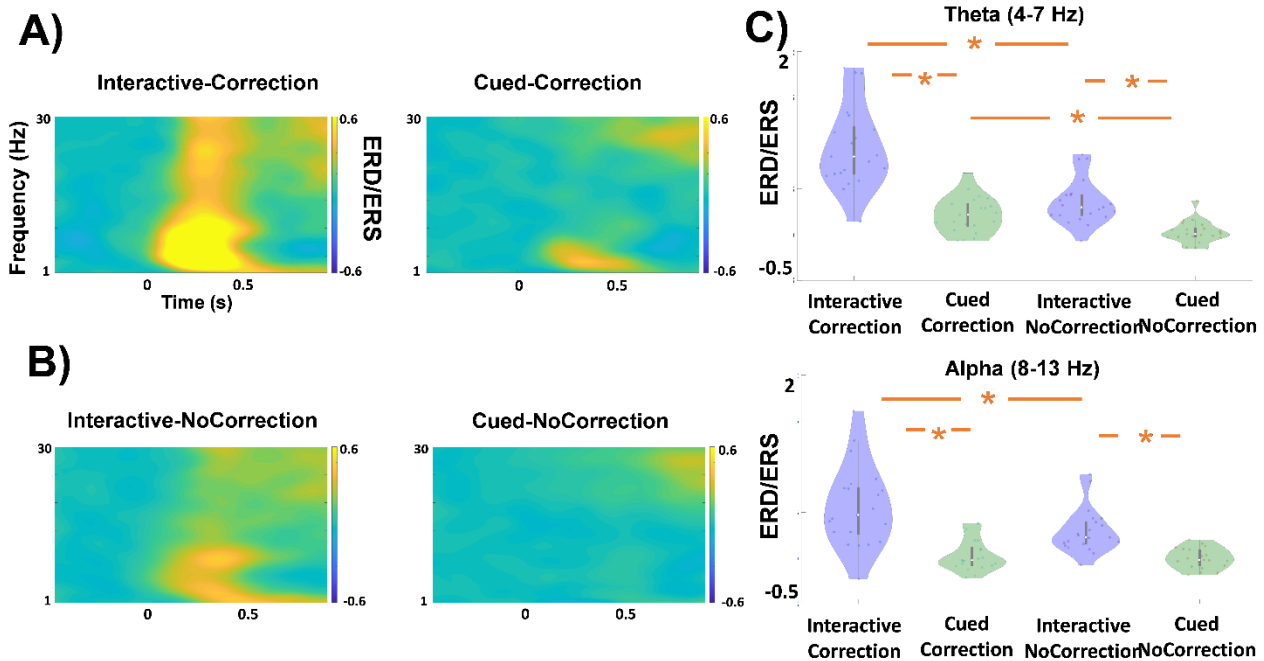 A)
Interactive-Correction
Cued-Correction
Frequency (Hz)
30
1
0
0.5
Time (s)
0.6
-0.6
ERD/ERS
30
1
0
0.5
0.6
-0.6
B)
Interactive-NoCorrection
Cued-NoCorrection
30
1
0
0.5
0.6
-0.6
30
1
0
0.5
0.6
-0.6
C)
Theta (4-7 Hz)
2
ERD/ERS
-0.5
*
*
*
*
Interactive
Correction
Cued
Correction
Interactive
NoCorrection
Cued
NoCorrection
Alpha (8-13 Hz)
2
ERD/ERS
-0.5
*
*
*
Interactive
Correction
Cued
Correction
Interactive
NoCorrection
Cued
NoCorrection